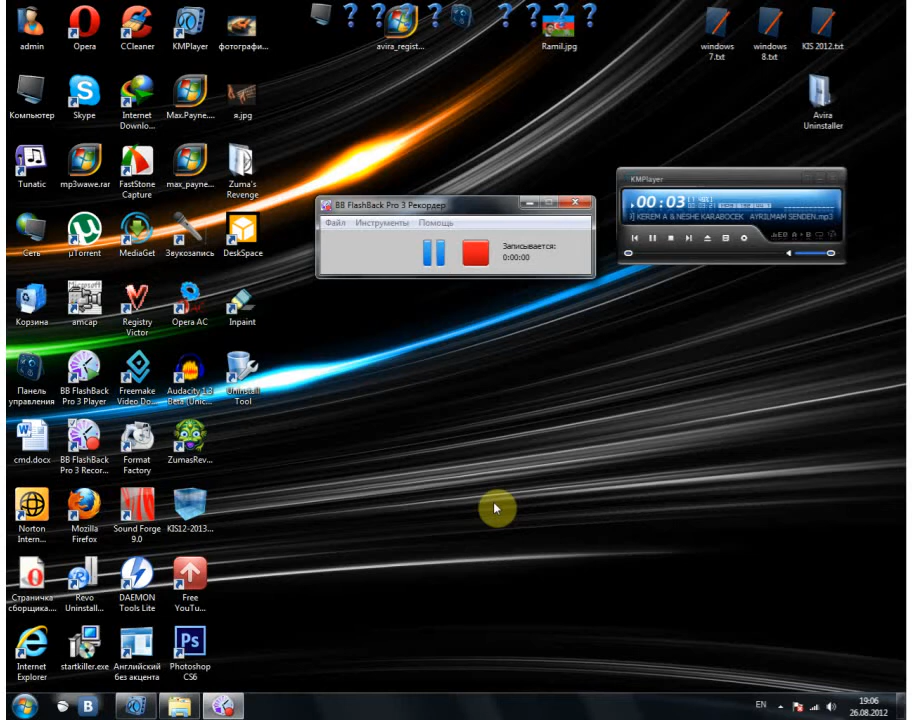 admin
Opera
CCleaner
KMPlayer
фотографи...
avira_regist...
Ramil.jpg
windows
7.txt
windows
8.txt
KIS 2012.txt
Компьютер
Skype
Internet
Downlo...
Max.Payne....
я.jpg
Avira
Uninstaller
Tunatic
mp3wawe.rar
FastStone
Capture
max_payne...
Zuma's
Revenge
Сеть
µTorrent
MediaGet
Звукозапись
DeskSpace
BB FlashBack Pro 3 Рекордер
Файл Инструменты Помощь
Записывается:
0:00:00
KMPlayer
00:03
KEREM A & NESHE KARABOCEK AYRILMAM SENDEN.mp3
A B
Корзина
Microsoft
amcap
Registry
Victor
Opera AC
Inpaint
Панель
управления
BB FlashBack
Pro 3 Player
Freemake
Video Do...
Audacity 1.3
Beta (Unic...
Uninstall
Tool
cmd.docx
BB FlashBack
Pro 3 Recor...
Format
Factory
ZumasRev...
Norton
Intern...
Mozilla
Firefox
Sound Forge
9.0
KIS12-2013...
Страничка
сборщика....
Revo
Uninstall...
DAEMON
Tools Lite
Free
YouTu...
Internet
Explorer
startkiller.exe
Английский
без акцента
Ps
Photoshop
CS6
EN
19:06
26.08.2012